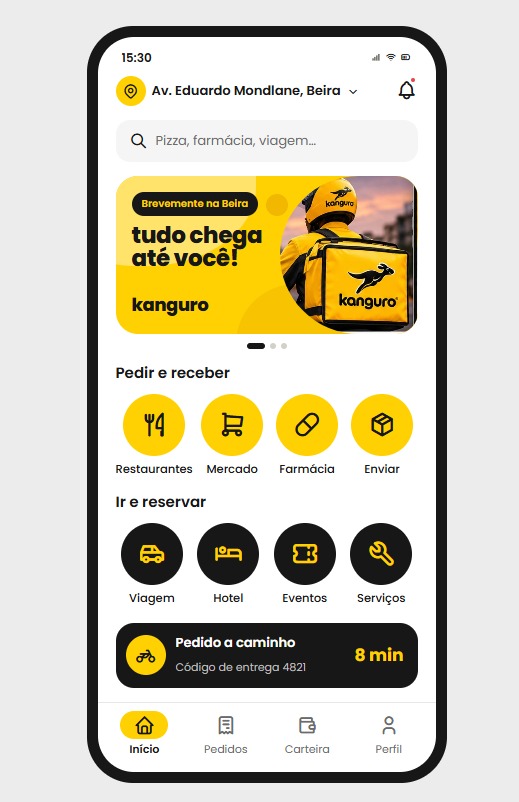 15:30
Av. Eduardo Mondlane, Beira
Pizza, farmácia, viagem...
Brevemente na Beira
tudo chega
até você!
kanguro
kanguro
kanguro
Pedir e receber
Restaurantes
Mercado
Farmácia
Enviar
Ir e reservar
Viagem
Hotel
Eventos
Serviços
Pedido a caminho
Código de entrega 4821
8 min
Início
Pedidos
Carteira
Perfil